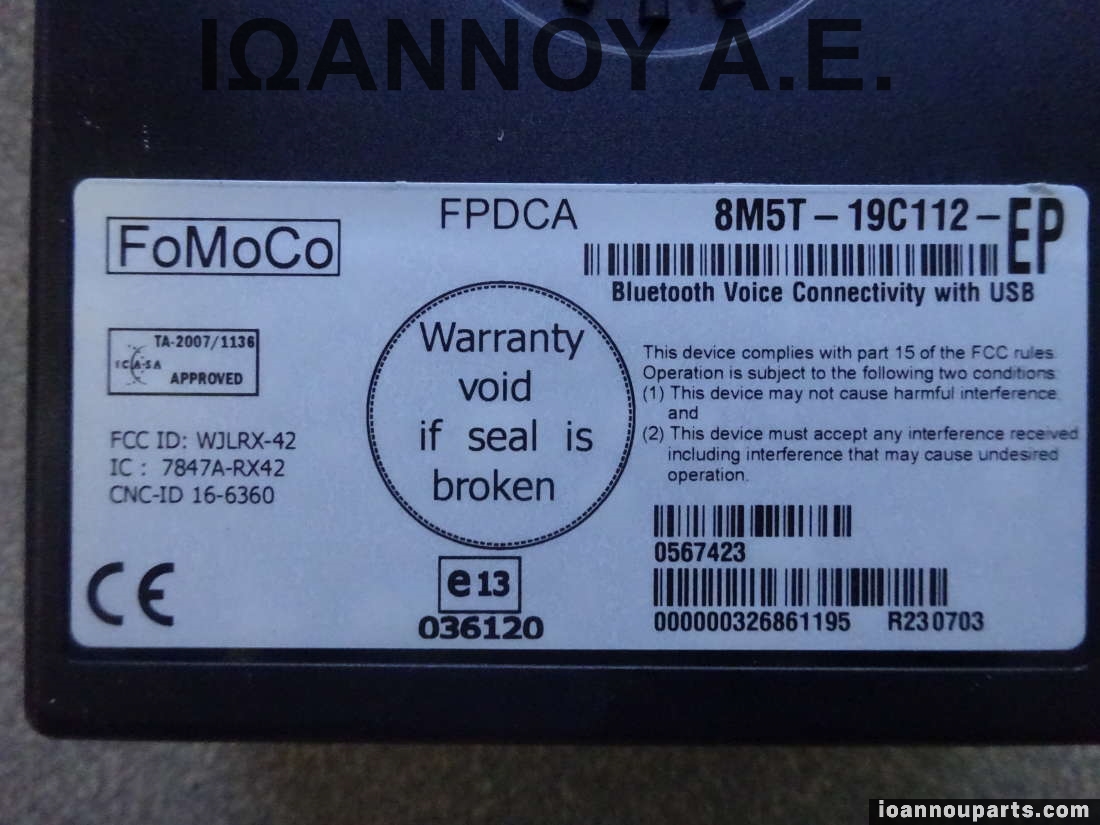 ΙΩΑΝΝΟΥ Α.Ε.
FPDCA
8M5T-19C112-EP
FoMoCo
Bluetooth Voice Connectivity with USB
TA-2007/1136
ICASA
APPROVED
Warranty
void
if seal is
broken
This device complies with part 15 of the FCC rules
Operation is subject to the following two conditions
(1) This device may not cause harmful interference
and
(2) This device must accept any interference received
including interference that may cause undesired
operation.
FCC ID: WJLRX-42
IC : 7847A-RX42
CNC-ID 16-6360
0567423
CE
e13
036120
000000326861195 R230703
ioannouparts.com